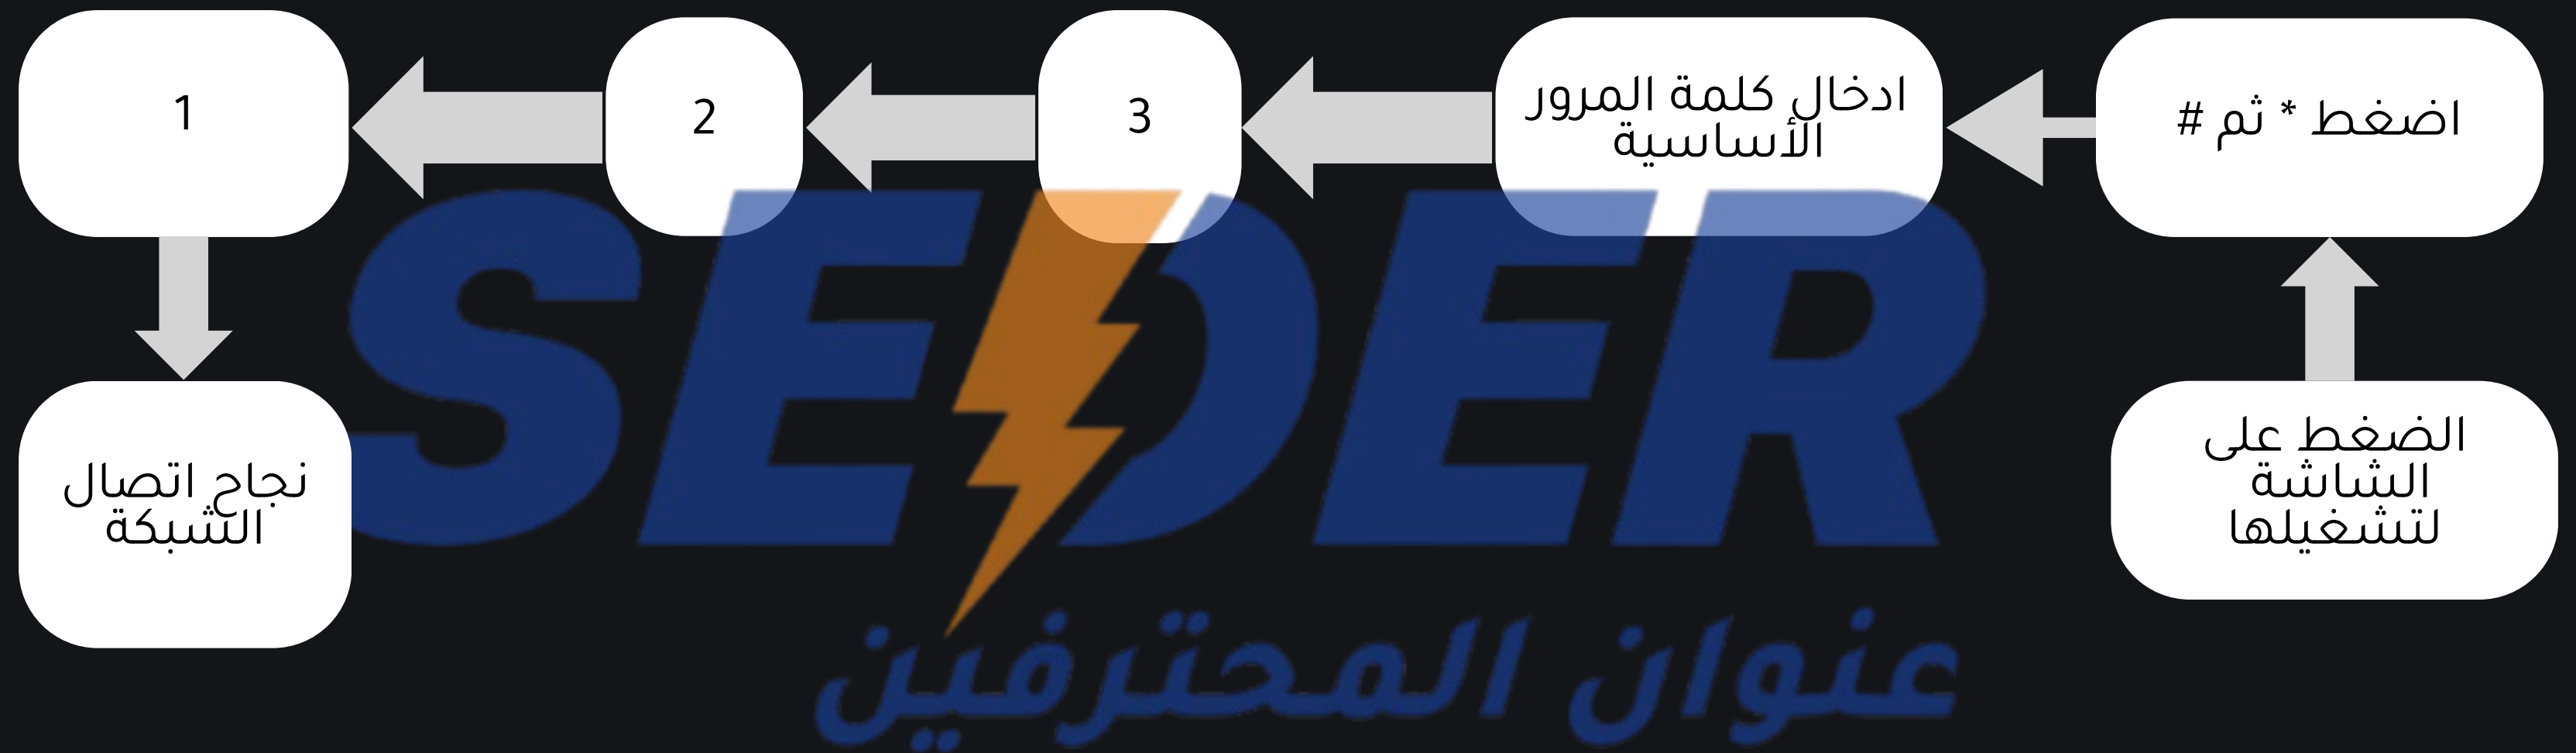 الضغط على
الشاشة
لتشغيلها
اضغط * ثم #
ادخال كلمة المرور
الأساسية
3
2
1
نجاح اتصال
الشبكة
SEDER
عنوان المحترفين